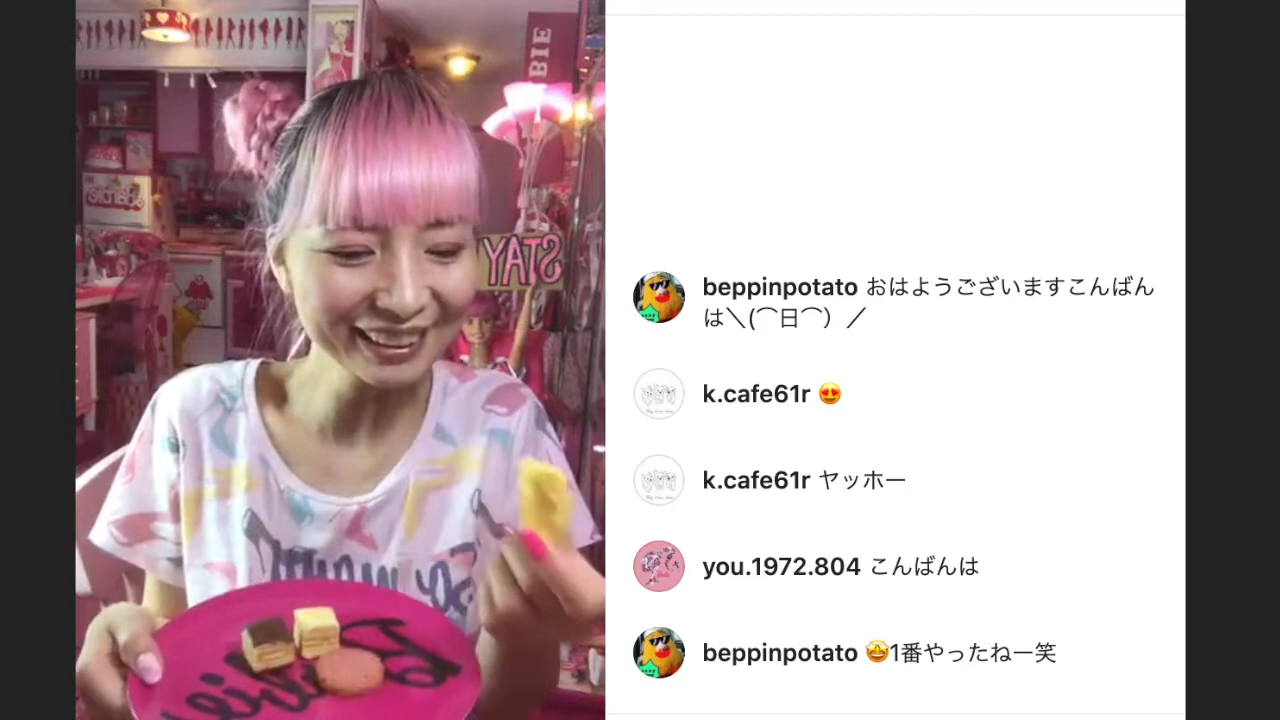 BIE
STAY
Barbie
beppinpotato おはようございますこんばん
は＼(⌒日⌒）／
k.cafe61r 😍
k.cafe61r ヤッホー
you.1972.804 こんばんは
beppinpotato 🤩1番やったねー笑